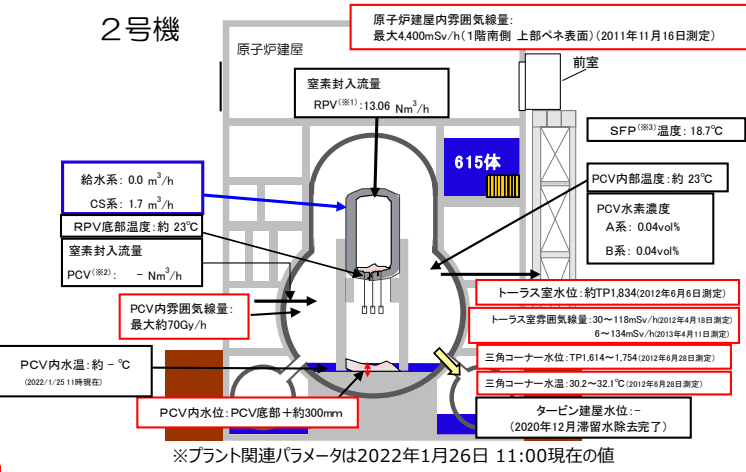 2号機
原子炉建屋内雰囲気線量:
最大4,400mSv/h(1階南側 上部ペネ表面)(2011年11月16日測定)
原子炉建屋
前室
窒素封入流量
RPV(※1):13.06 Nm3/h
SFP(※3)温度:18.7℃
615体
給水系: 0.0 m3/h
CS系: 1.7 m3/h
PCV内部温度:約 23℃
RPV底部温度:約 23℃
PCV水素濃度
A系: 0.04vol%
B系: 0.04vol%
窒素封入流量
PCV(※2): - Nm3/h
トーラス室水位:約TP1,834(2012年6月6日測定)
PCV内雰囲気線量:
最大約70Gy/h
トーラス室雰囲気線量:30~118mSv/h(2012年4月18日測定)
6~134mSv/h(2013年4月11日測定)
PCV内水温:約 - ℃
(2022/1/25 11時現在)
三角コーナー水位:TP1,614~1,754(2012年6月28日測定)
三角コーナー水温:30.2~32.1℃(2012年6月28日測定)
PCV内水位:PCV底部+約300mm
タービン建屋水位:-
(2020年12月滞留水除去完了)
※プラント関連パラメータは2022年1月26日 11:00現在の値